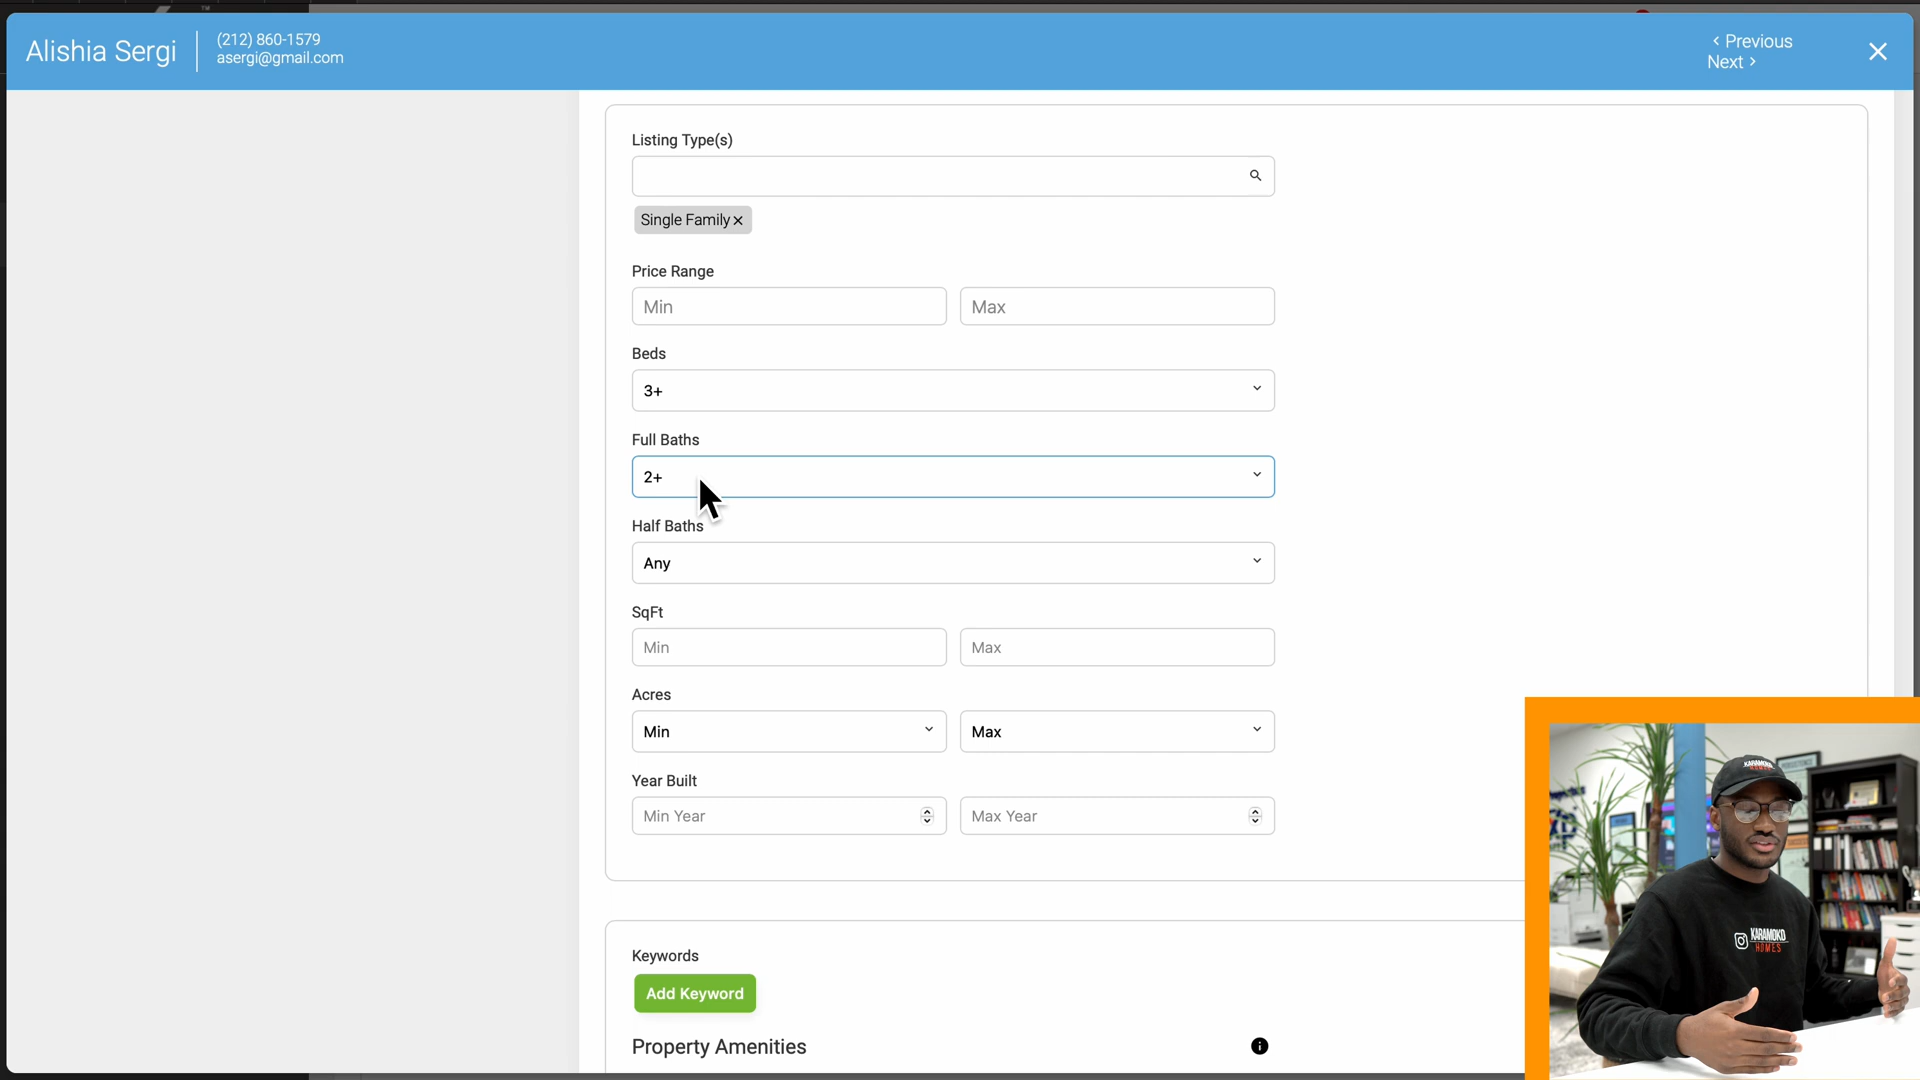 TM
Alishia Sergi
(212) 860-1579
asergi@gmail.com
< Previous
Next >
Listing Type(s)
Single Family
Price Range
Min
Max
Beds
3+
Full Baths
2+
Half Baths
Any
SqFt
Min
Max
Acres
Min
Max
Year Built
Min Year
Max Year
Keywords
Add Keyword
Property Amenities
KARAMOKO
KARAMOKO
HOMES